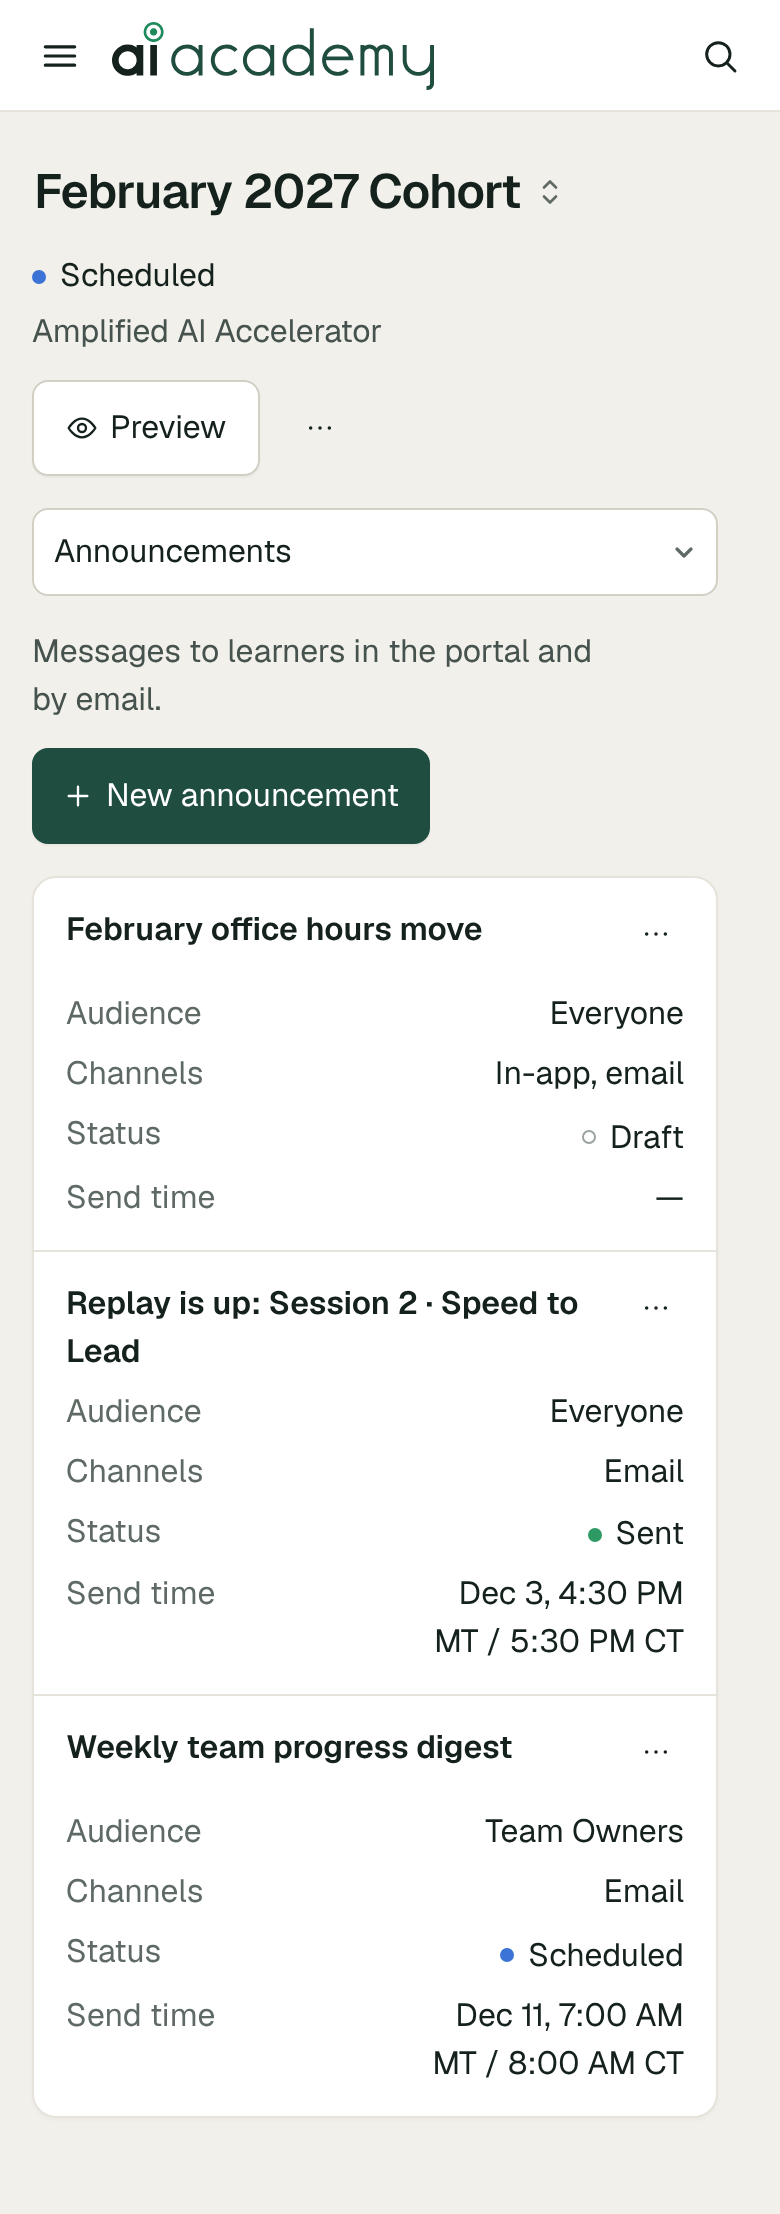 ai academy
February 2027 Cohort
Scheduled
Amplified AI Accelerator
Preview
...
Announcements
Messages to learners in the portal and
by email.
+ New announcement
February office hours move ...
Audience Everyone
Channels In-app, email
Status Draft
Send time —
Replay is up: Session 2 · Speed to ...
Lead
Audience Everyone
Channels Email
Status Sent
Send time Dec 3, 4:30 PM
MT / 5:30 PM CT
Weekly team progress digest ...
Audience Team Owners
Channels Email
Status Scheduled
Send time Dec 11, 7:00 AM
MT / 8:00 AM CT